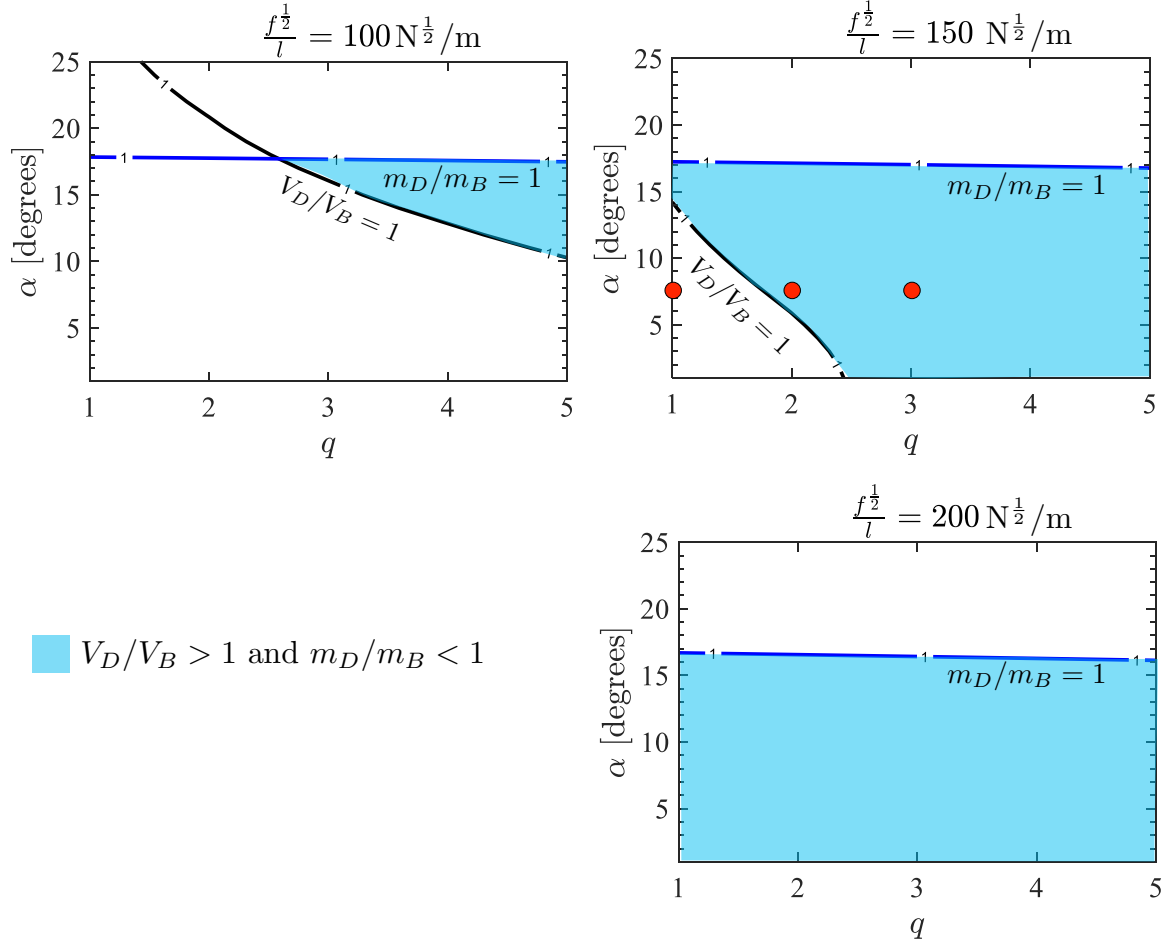 f^{1/2}/l = 100 N^{1/2}/m
25
20
15
10
5
α [degrees]
1
1
1
1
1
1
m_D/m_B = 1
V_D/V_B = 1
1 2 3 4 5
q
f^{1/2}/l = 150 N^{1/2}/m
25
20
15
10
5
α [degrees]
1
1
1
1
1
m_D/m_B = 1
V_D/V_B = 1
1 2 3 4 5
q
f^{1/2}/l = 200 N^{1/2}/m
25
20
15
10
5
α [degrees]
1
1
1
m_D/m_B = 1
1 2 3 4 5
q
V_D/V_B > 1 and m_D/m_B < 1